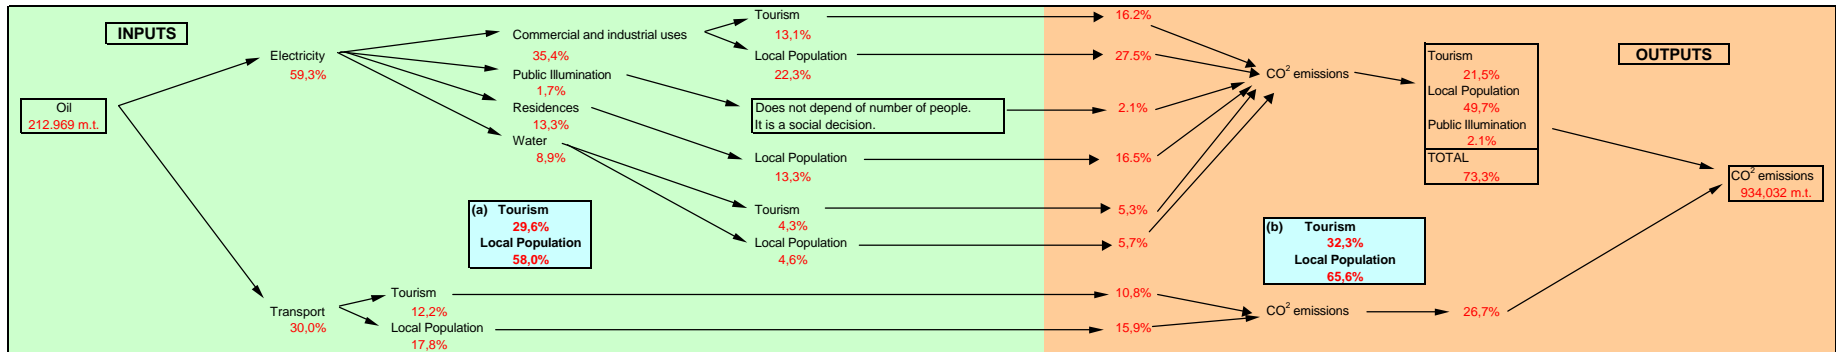 INPUTS
Oil
212.969 m.t.
Electricity
59,3%
Transport
30,0%
Commercial and industrial uses
35,4%
Public Illumination
1,7%
Residences
13,3%
Water
8,9%
(a) Tourism
29,6%
Local Population
58,0%
Tourism
12,2%
Local Population
17,8%
Tourism
13,1%
Local Population
22,3%
Does not depend of number of people.
It is a social decision.
Local Population
13,3%
Tourism
4,3%
Local Population
4,6%
16.2%
27.5%
2.1%
16.5%
5,3%
5,7%
10,8%
15,9%
CO2 emissions
(b) Tourism
32,3%
Local Population
65,6%
CO2 emissions
26,7%
OUTPUTS
Tourism
21,5%
Local Population
49,7%
Public Illumination
2.1%
TOTAL
73,3%
CO2 emissions
934,032 m.t.